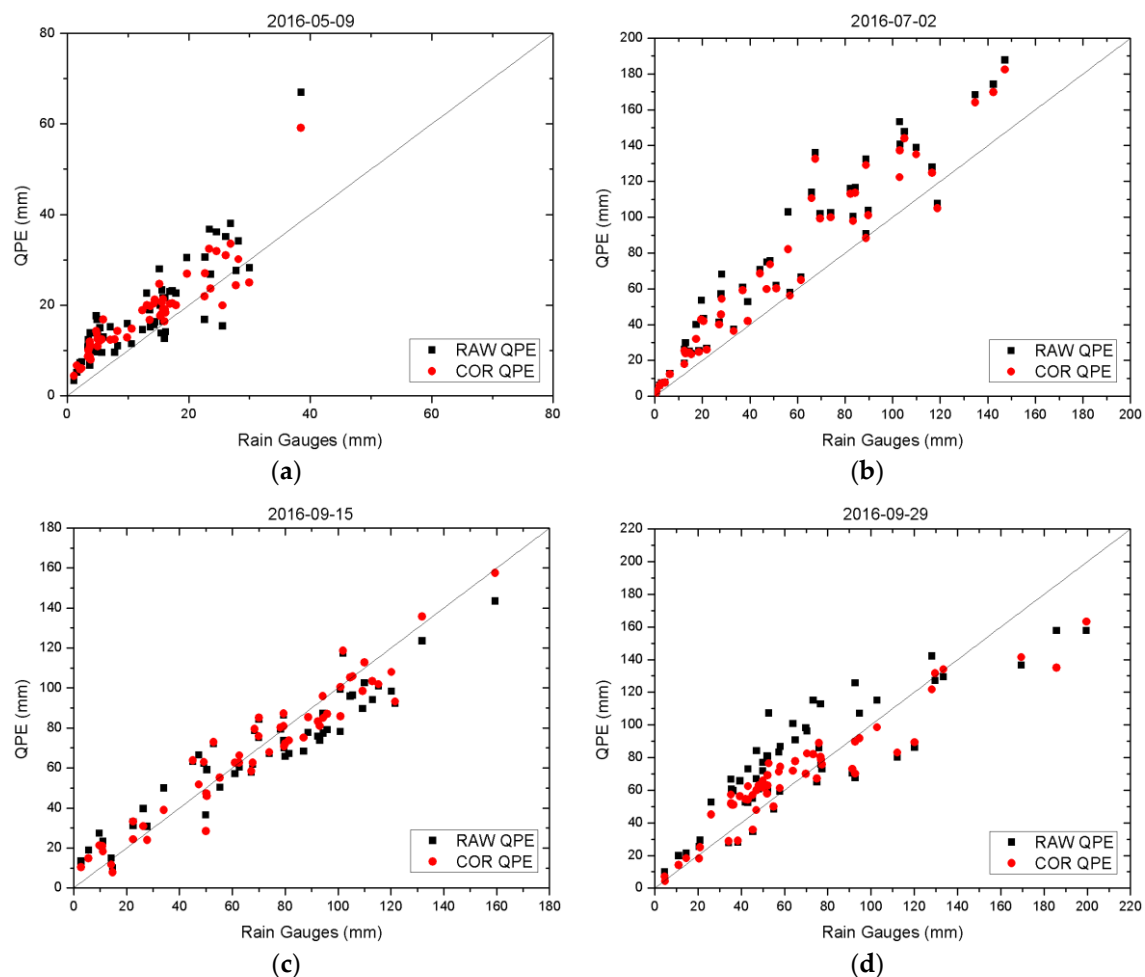 2016-05-09
80
60
40
20
0
QPE (mm)
RAW QPE
COR QPE
0 20 40 60 80
Rain Gauges (mm)
(a)
2016-07-02
200
180
160
140
120
100
80
60
40
20
0
QPE (mm)
RAW QPE
COR QPE
0 20 40 60 80 100 120 140 160 180 200
Rain Gauges (mm)
(b)
2016-09-15
180
160
140
120
100
80
60
40
20
0
QPE (mm)
RAW QPE
COR QPE
0 20 40 60 80 100 120 140 160 180
Rain Gauges (mm)
(c)
2016-09-29
220
200
180
160
140
120
100
80
60
40
20
0
QPE (mm)
RAW QPE
COR QPE
0 20 40 60 80 100 120 140 160 180 200 220
Rain Gauges (mm)
(d)